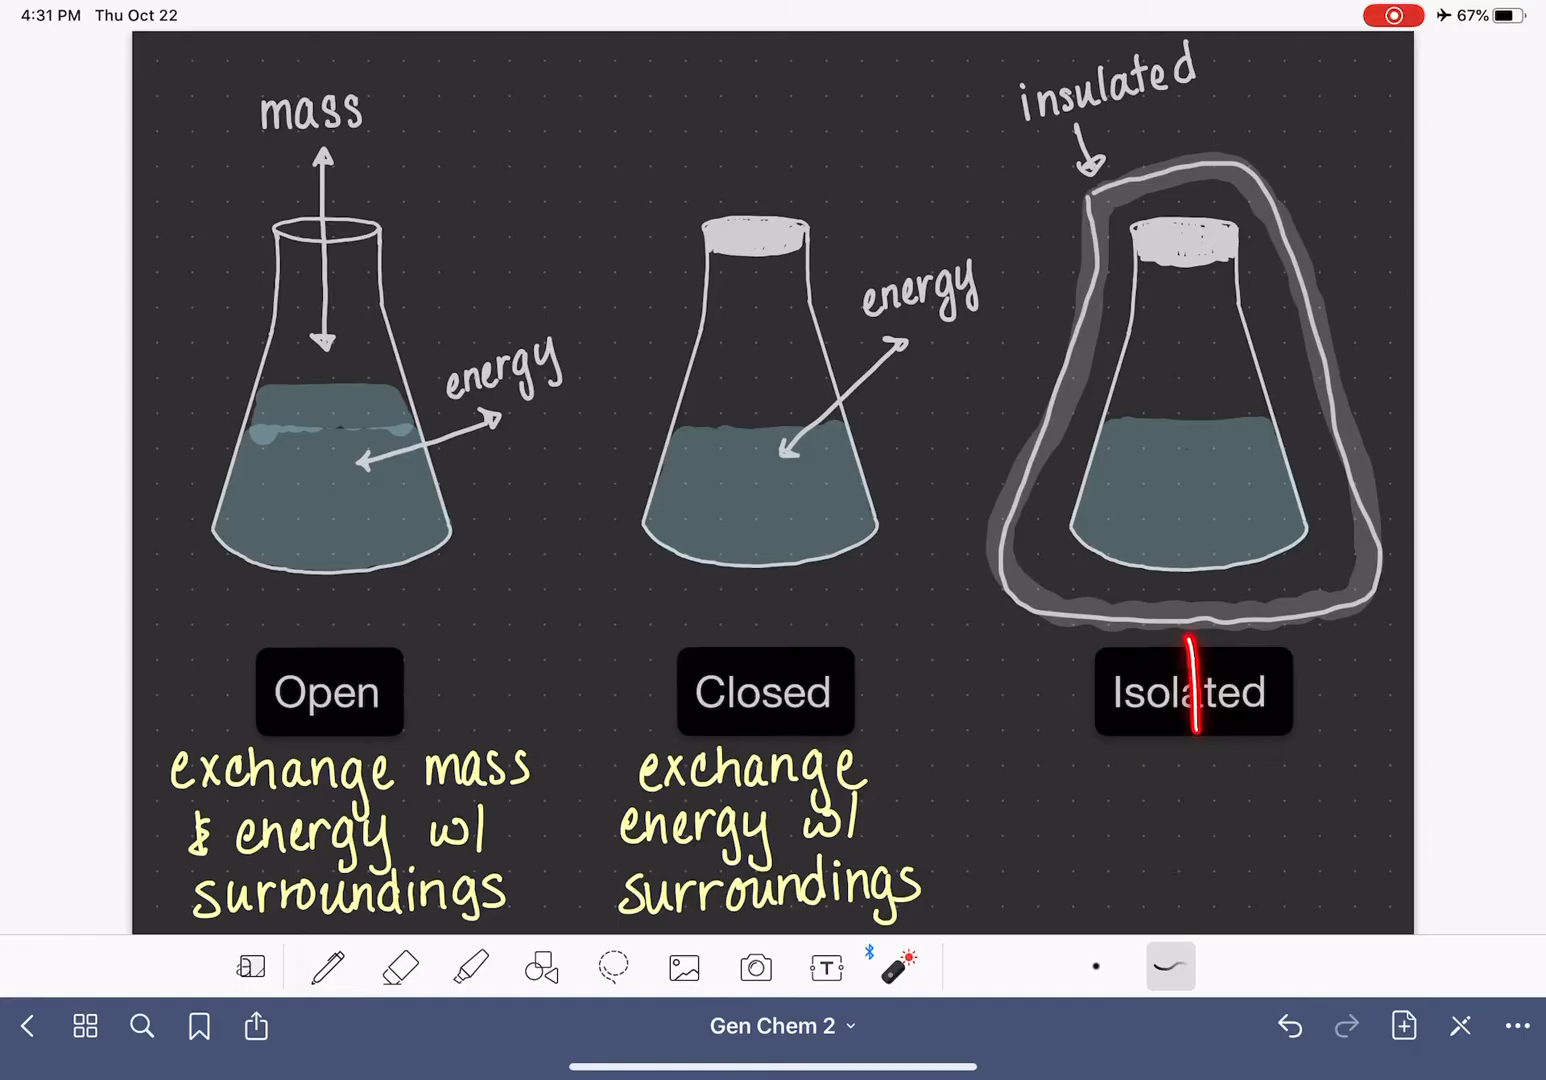 4:31 PM Thu Oct 22
67%
insulated
mass
energy
energy
Open
Closed
Isolated
exchange mass
& energy w/
surroundings
exchange
energy w/
surroundings
T
Gen Chem 2